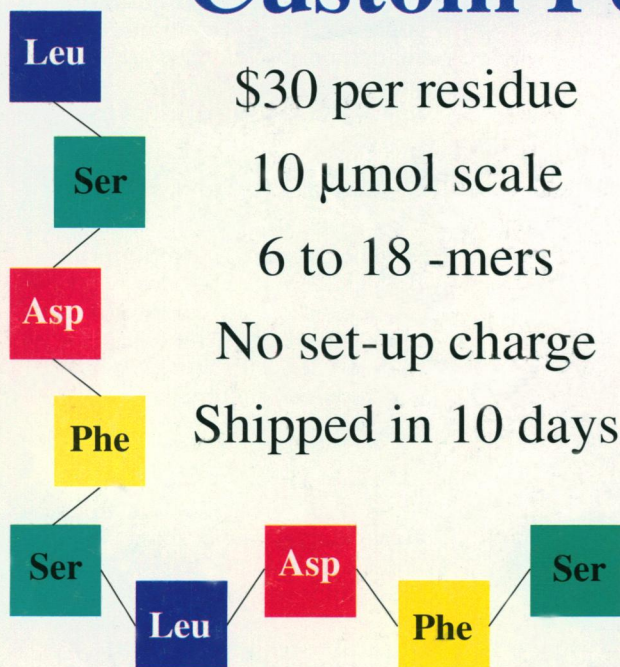 Custom
Leu
$30 per residue
Ser
10 µmol scale
6 to 18 -mers
Asp
No set-up charge
Phe
Shipped in 10 days
Ser
Asp
Ser
Leu
Phe